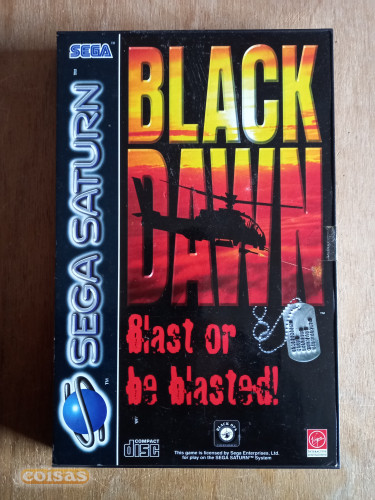 SEGA
SEGA SATURN
BLACK
DAWN
Blast or
be blasted!
COMPACT
disc
This game is licensed by Sega Enterprises, Ltd.
for play on the SEGA SATURN™ System
Virgin
coisas